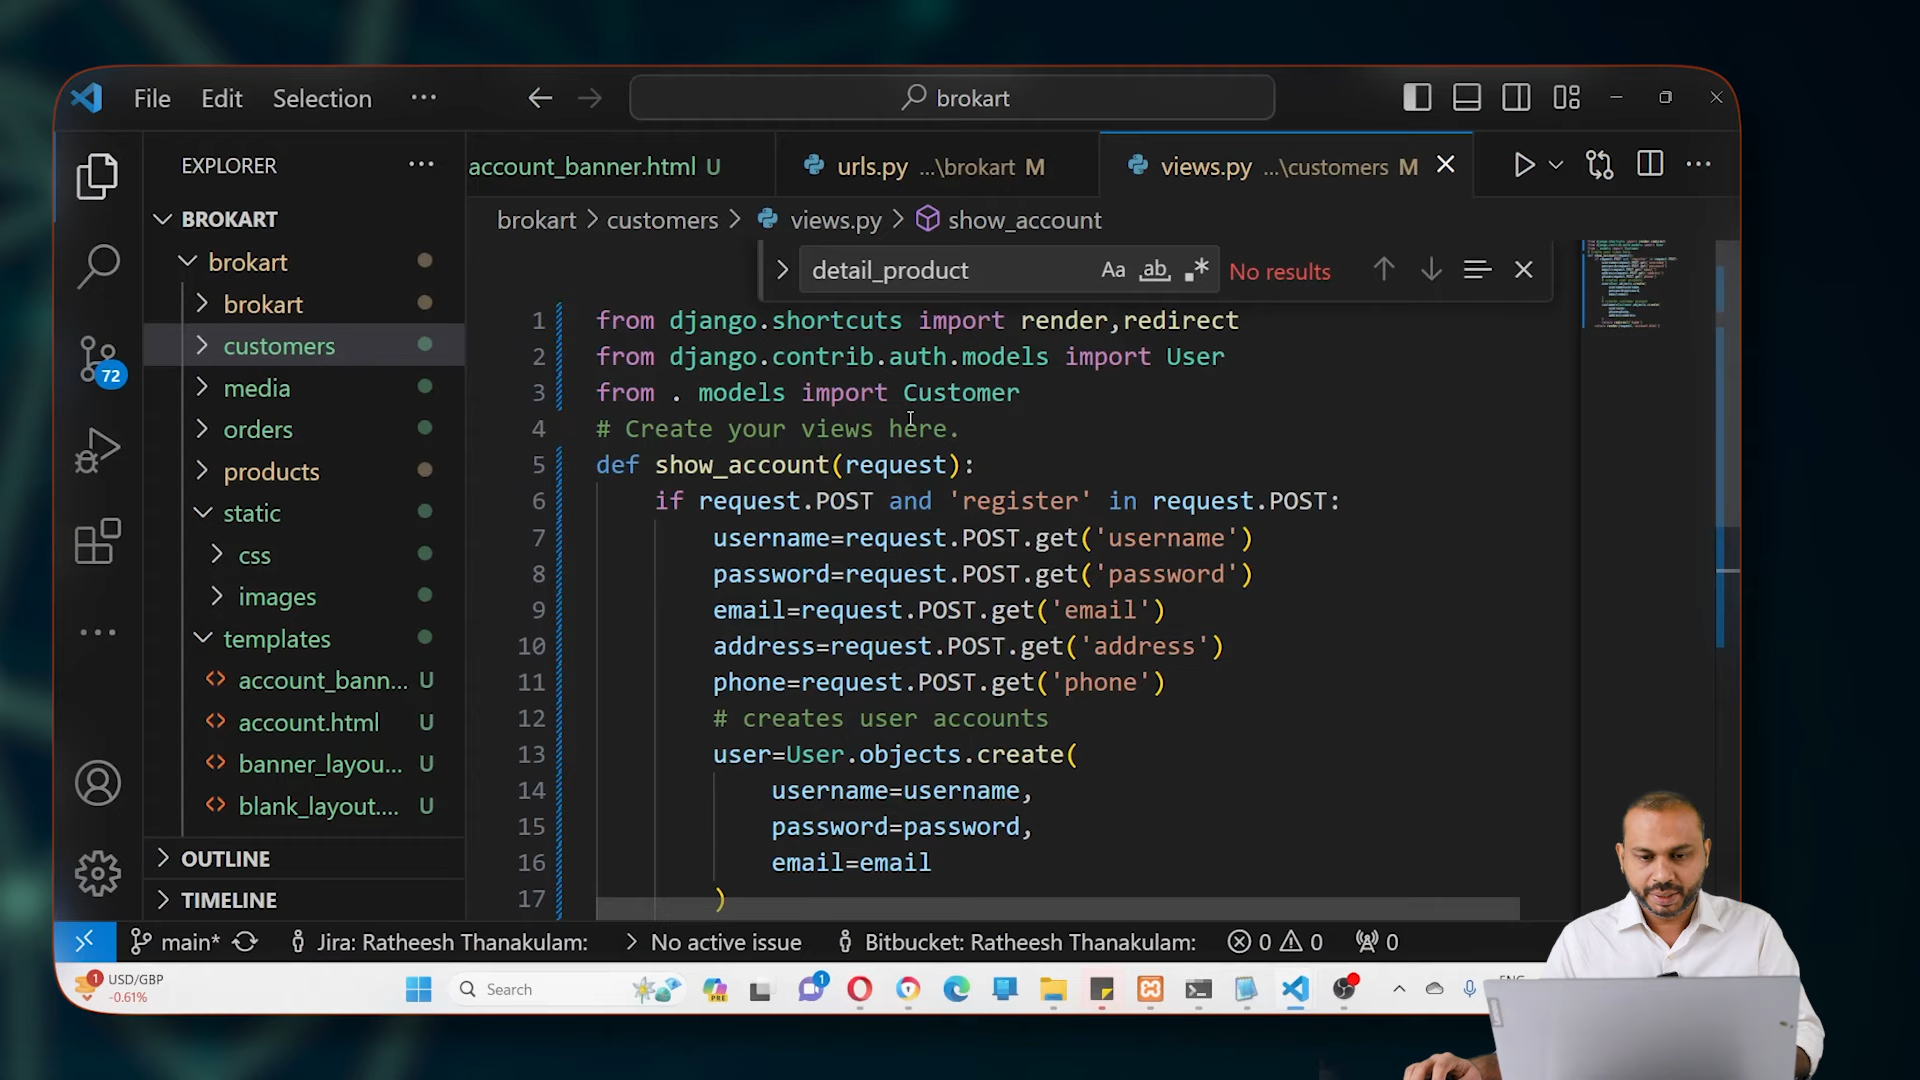 File Edit Selection ··· brokart
EXPLORER ···
account_banner.html U urls.py ...\brokart M views.py ...\customers M
brokart > customers > views.py > show_account
detail_product Aa ab .* No results
BROKART
brokart
brokart
customers
media
orders
products
static
css
images
templates
account_bann... U
account.html U
banner_layou... U
blank_layout.... U
OUTLINE
TIMELINE
72
1 from django.shortcuts import render,redirect
2 from django.contrib.auth.models import User
3 from . models import Customer
4 # Create your views here.
5 def show_account(request):
6 if request.POST and 'register' in request.POST:
7 username=request.POST.get('username')
8 password=request.POST.get('password')
9 email=request.POST.get('email')
10 address=request.POST.get('address')
11 phone=request.POST.get('phone')
12 # creates user accounts
13 user=User.objects.create(
14 username=username,
15 password=password,
16 email=email
17 )
main* Jira: Ratheesh Thanakulam: No active issue Bitbucket: Ratheesh Thanakulam: 0 0 0
1 USD/GBP
-0.61%
Search
PRE
1